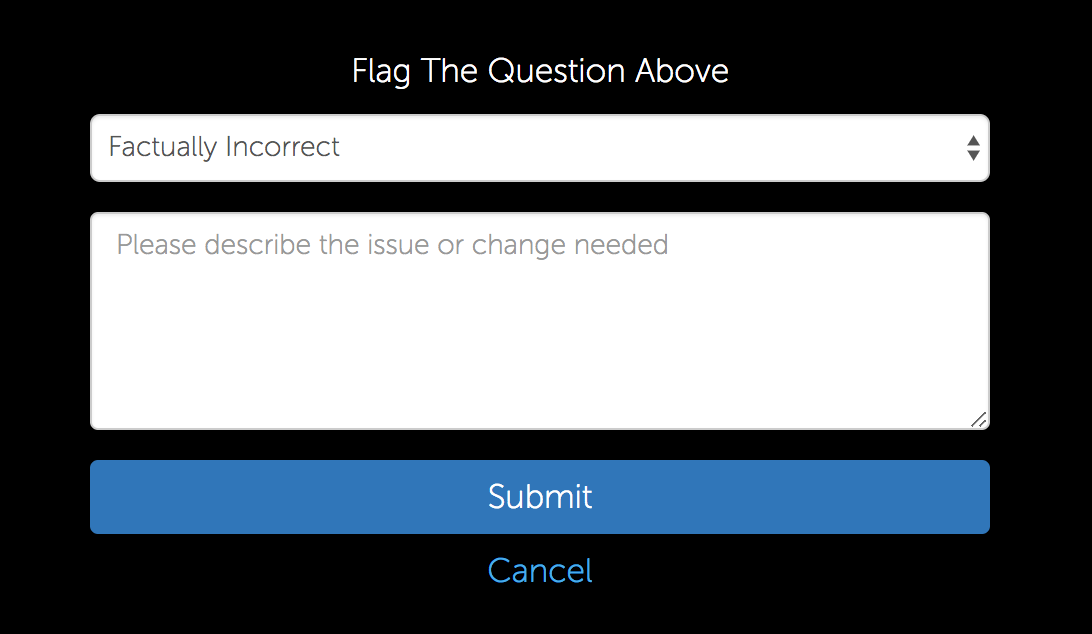 Flag The Question Above
Factually Incorrect
Please describe the issue or change needed
Submit
Cancel